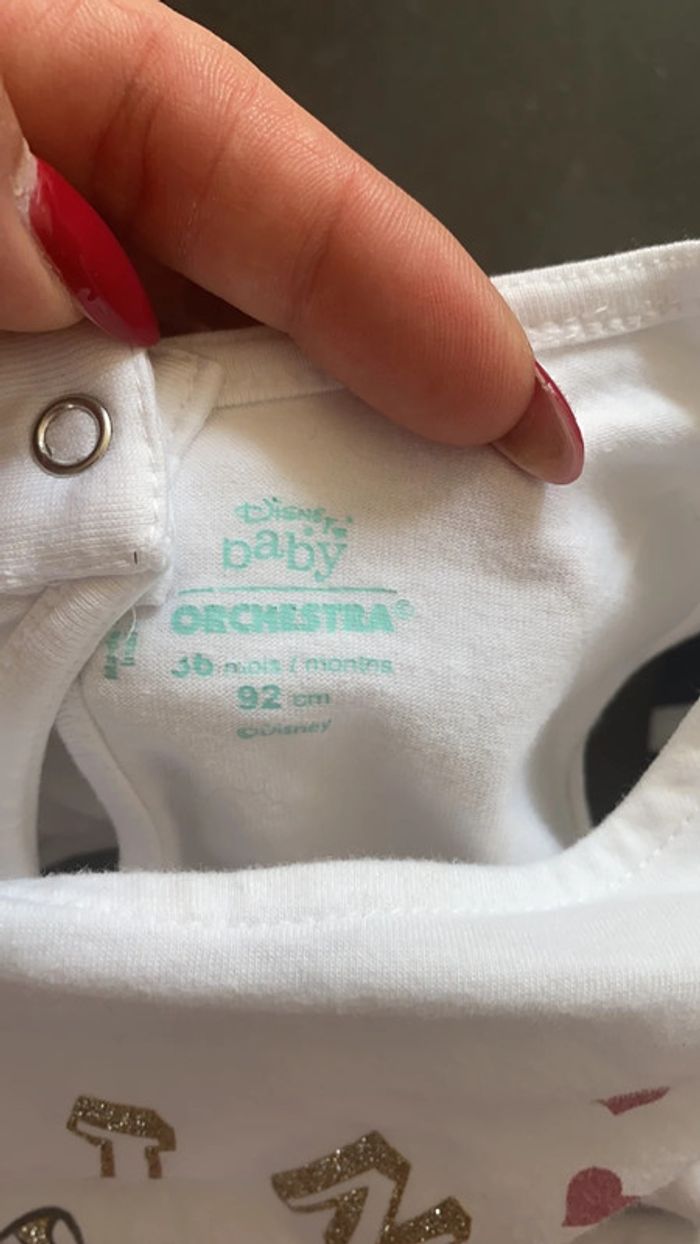 Disney
baby
ORCHESTRA®
36 mois / months
92 cm
©Disney